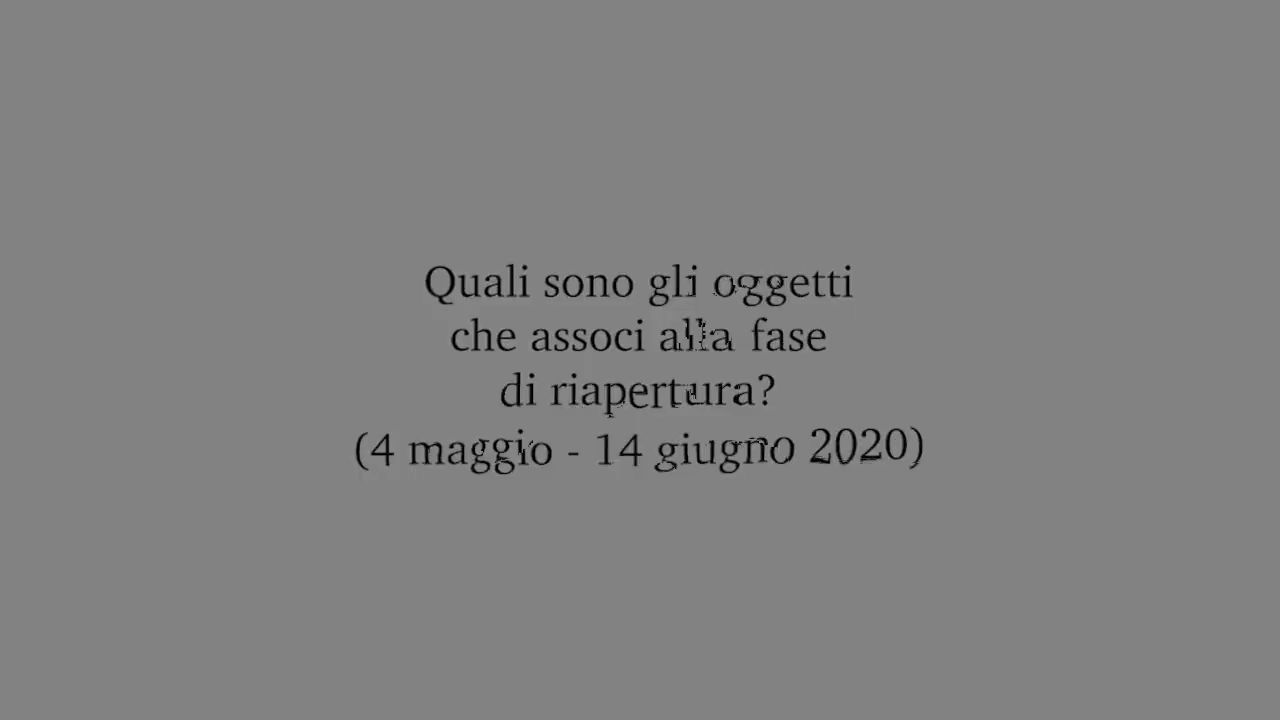 Quali sono gli oggetti
che associ alla fase
di riapertura?
(4 maggio - 14 giugno 2020)